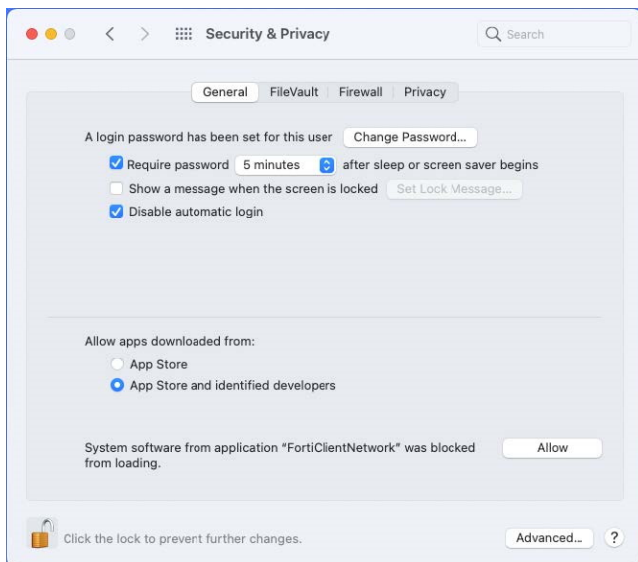 Security & Privacy
Search
General FileVault Firewall Privacy
A login password has been set for this user Change Password...
Require password 5 minutes after sleep or screen saver begins
Show a message when the screen is locked Set Lock Message...
Disable automatic login
Allow apps downloaded from:
App Store
App Store and identified developers
System software from application “FortiClientNetwork” was blocked Allow
from loading.
Click the lock to prevent further changes. Advanced... ?